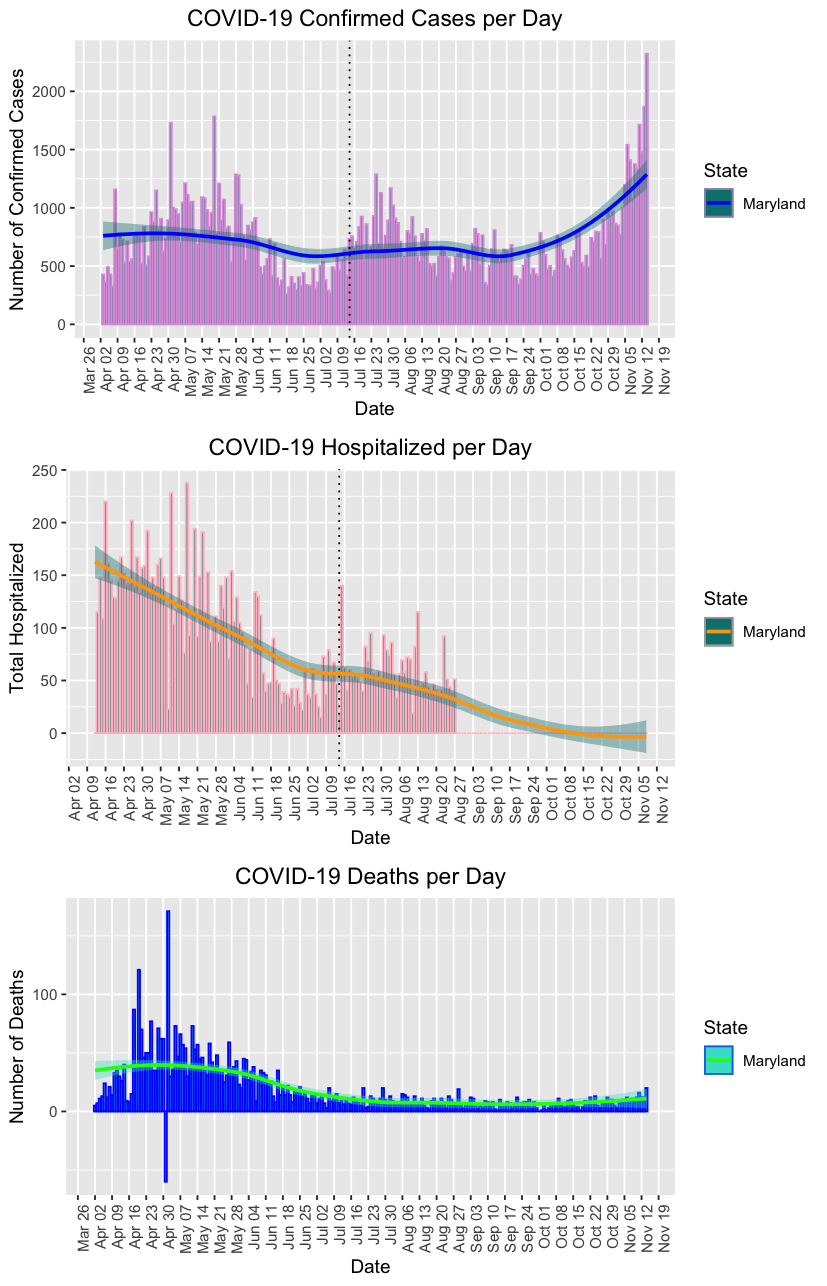 COVID-19 Confirmed Cases per Day
Number of Confirmed Cases
2000
1500
1000
500
0
Mar 26
Apr 02
Apr 09
Apr 16
Apr 23
Apr 30
May 07
May 14
May 21
May 28
Jun 04
Jun 11
Jun 18
Jun 25
Jul 02
Jul 09
Jul 16
Jul 23
Jul 30
Aug 06
Aug 13
Aug 20
Aug 27
Sep 03
Sep 10
Sep 17
Sep 24
Oct 01
Oct 08
Oct 15
Oct 22
Oct 29
Nov 05
Nov 12
Nov 19
Date
State
Maryland
COVID-19 Hospitalized per Day
Total Hospitalized
250
200
150
100
50
0
Apr 02
Apr 09
Apr 16
Apr 23
Apr 30
May 07
May 14
May 21
May 28
Jun 04
Jun 11
Jun 18
Jun 25
Jul 02
Jul 09
Jul 16
Jul 23
Jul 30
Aug 06
Aug 13
Aug 20
Aug 27
Sep 03
Sep 10
Sep 17
Sep 24
Oct 01
Oct 08
Oct 15
Oct 22
Oct 29
Nov 05
Nov 12
Date
State
Maryland
COVID-19 Deaths per Day
Number of Deaths
100
0
Mar 26
Apr 02
Apr 09
Apr 16
Apr 23
Apr 30
May 07
May 14
May 21
May 28
Jun 04
Jun 11
Jun 18
Jun 25
Jul 02
Jul 09
Jul 16
Jul 23
Jul 30
Aug 06
Aug 13
Aug 20
Aug 27
Sep 03
Sep 10
Sep 17
Sep 24
Oct 01
Oct 08
Oct 15
Oct 22
Oct 29
Nov 05
Nov 12
Nov 19
Date
State
Maryland